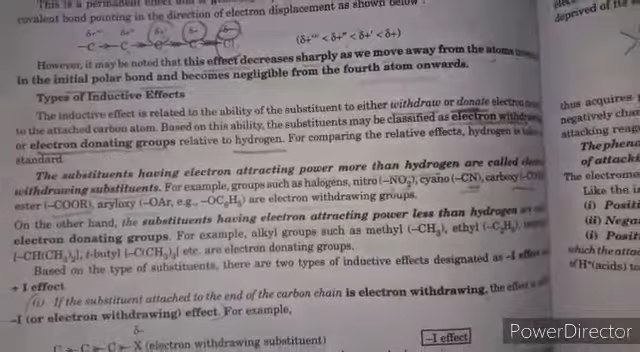 This is a permanent effect
covalent bond pointing in the direction of electron displacement as shown below
δ+ δ+
—C
(δ+''' < δ+'' < δ+' < δ+)
However, it may be noted that this effect decreases sharply as we move away from the atoms
in the initial polar bond and becomes negligible from the fourth atom onwards.
Types of Inductive Effects
The inductive effect is related to the ability of the substituent to either withdraw or donate electron
to the attached carbon atom. Based on this ability, the substituents may be classified as electron
or electron donating groups relative to hydrogen. For comparing the relative effects, hydrogen is
standard.
The substituents having electron attracting power more than hydrogen are called
withdrawing substituents. For example, groups such as halogens, nitro (–NO₂), cyano (–CN), carboxy
ester (–COOR), aryloxy (–OAr, e.g., –OC₆H₅) are electron withdrawing groups.
On the other hand, the substituents having electron attracting power less than hydrogen are
electron donating groups. For example, alkyl groups such as methyl (–CH₃), ethyl (–C₂H₅),
[–CH(CH₃)₂], t-butyl [–C(CH₃)₃] etc. are electron donating groups.
Based on the type of substituents, there are two types of inductive effects designated as –I effect
+ I effect
(i) If the substituent attached to the end of the carbon chain is electron withdrawing, the effect is
–I (or electron withdrawing) effect. For example,
δ-
C C C X (electron withdrawing substituent)
–I effect
deprived of
thus acquires
negatively
attacking
The
of
The
Like the
(i)
(ii)
(i)
which the
of H⁺(acids) to
PowerDirector